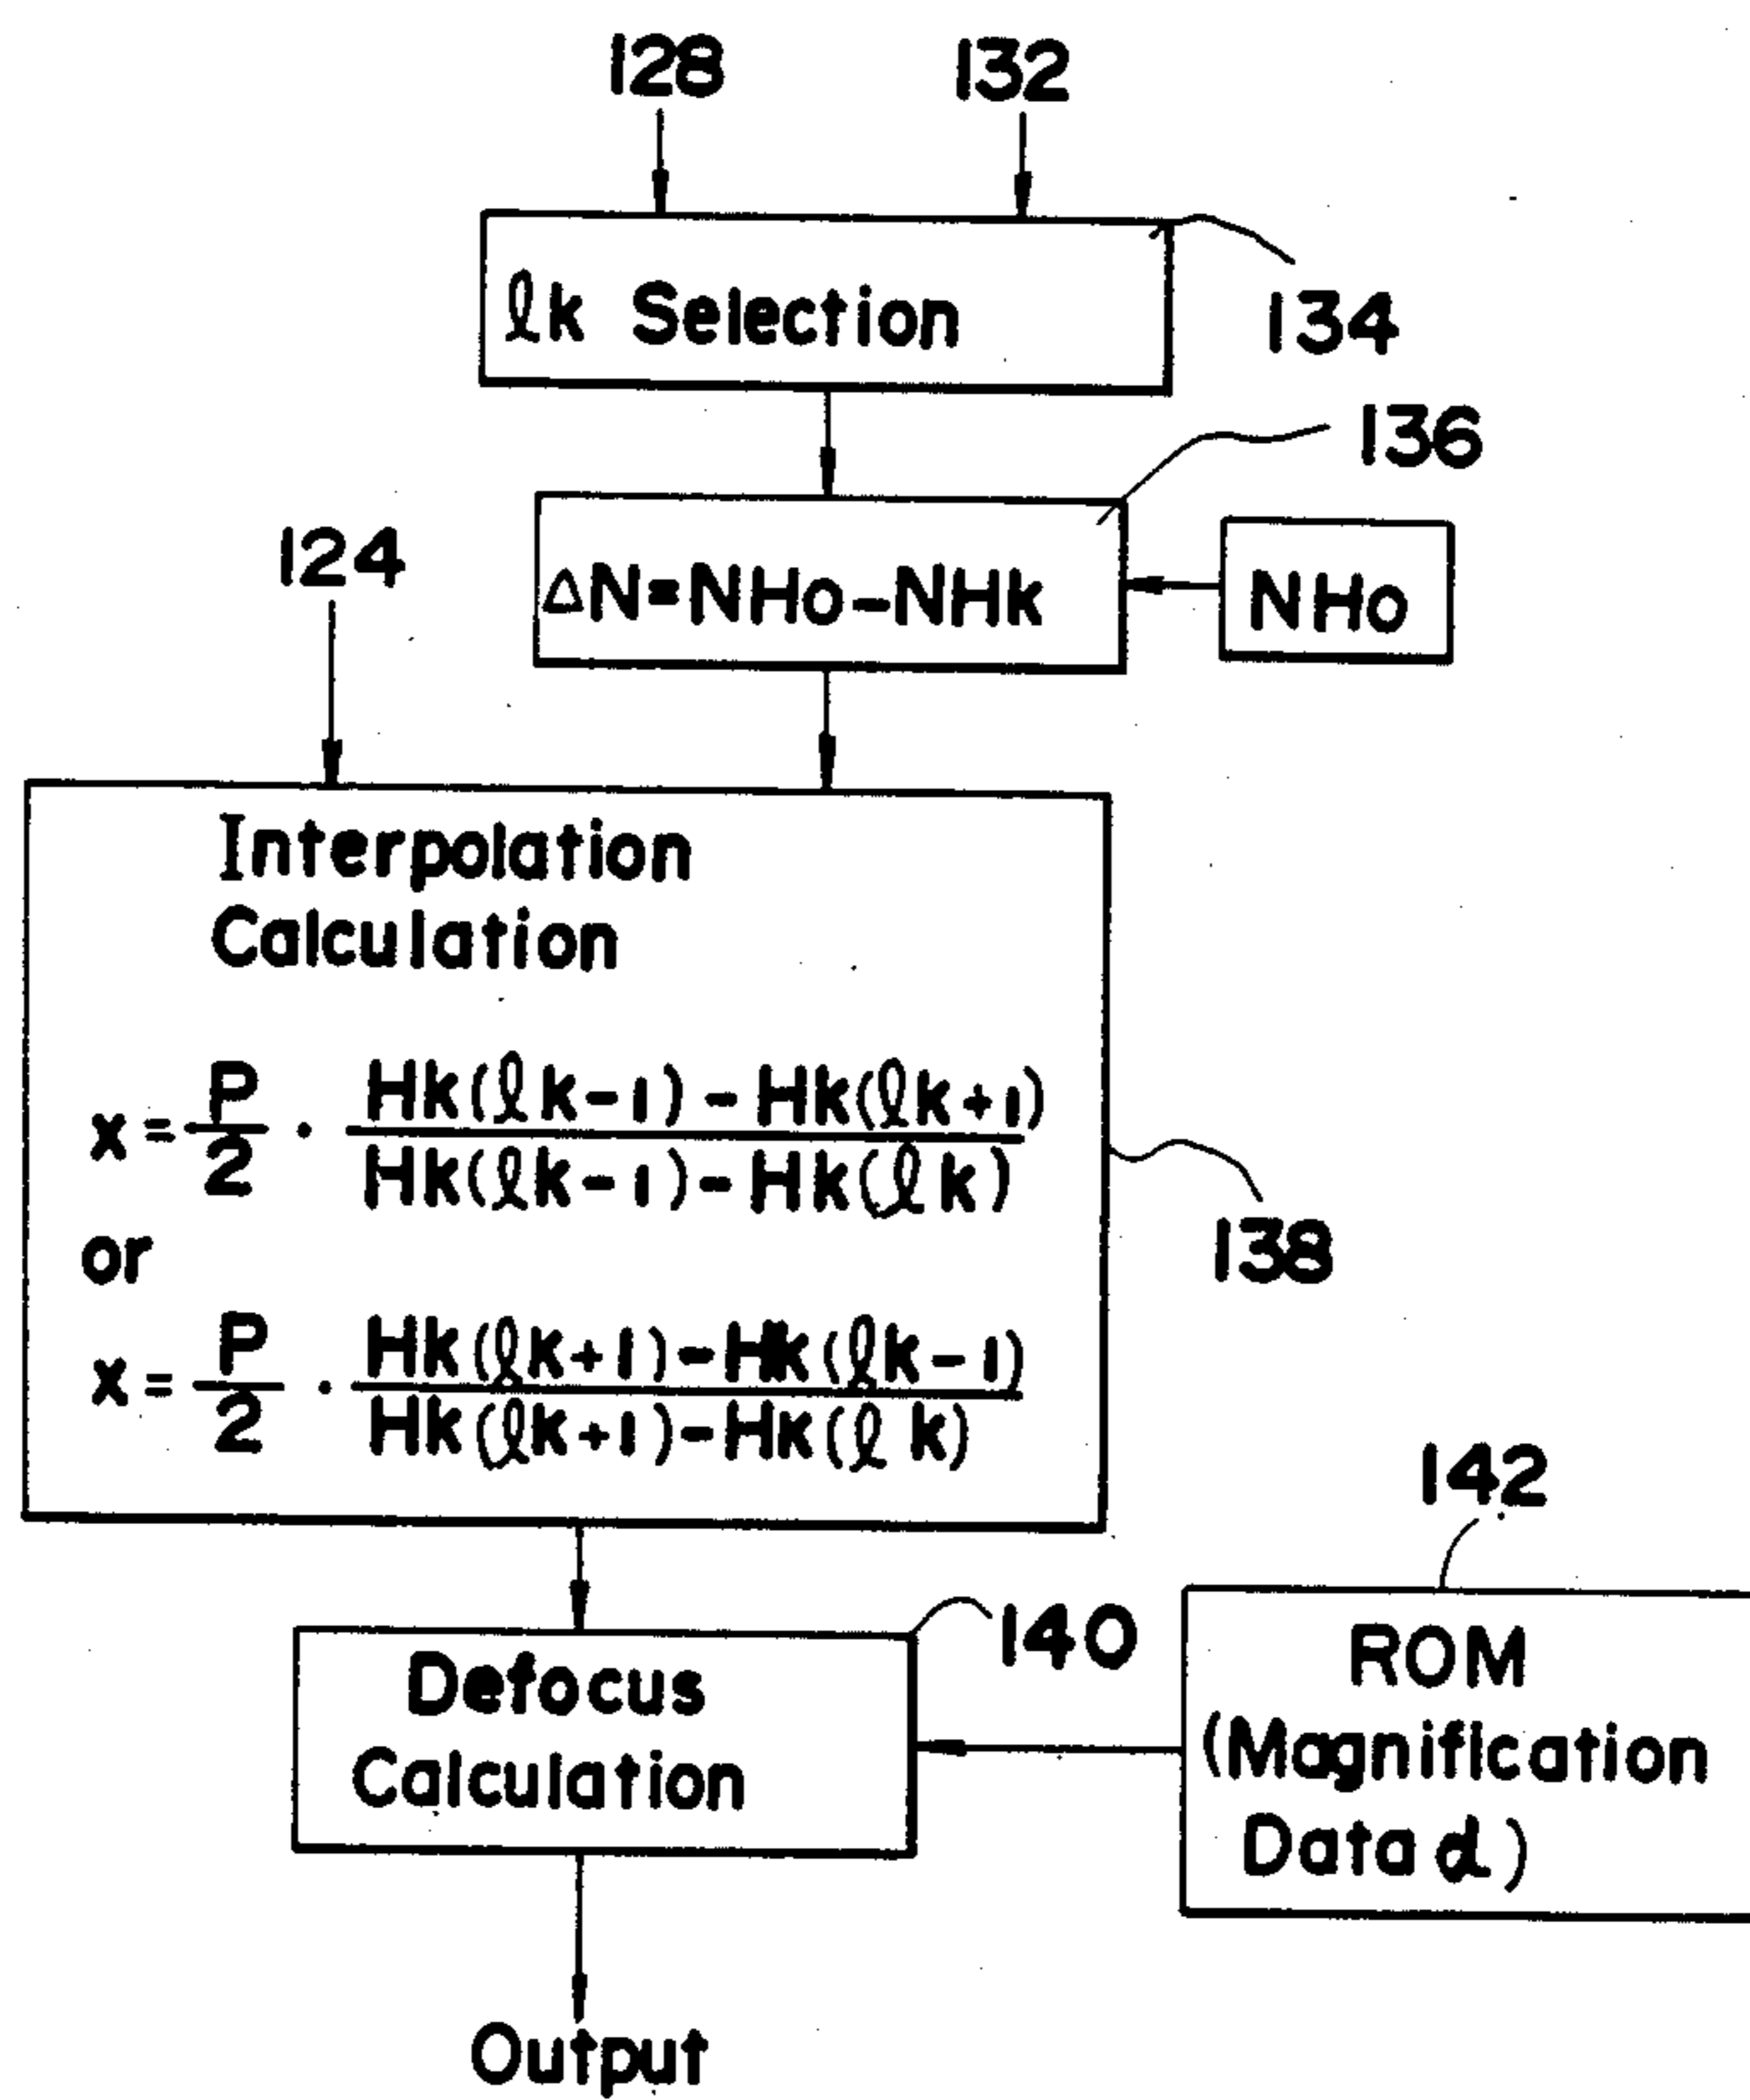 128 132
ℓk Selection
134
136
124
ΔN=NHo-NHk
NHo
Interpolation
Calculation
x = P/2 · Hk(ℓk-1) - Hk(ℓk+1) / Hk(ℓk-1) - Hk(ℓk)
or
138
x = P/2 · Hk(ℓk+1) - Hk(ℓk-1) / Hk(ℓk+1) - Hk(ℓk)
142
140
Defocus
Calculation
ROM
(Magnification
Data α)
Output